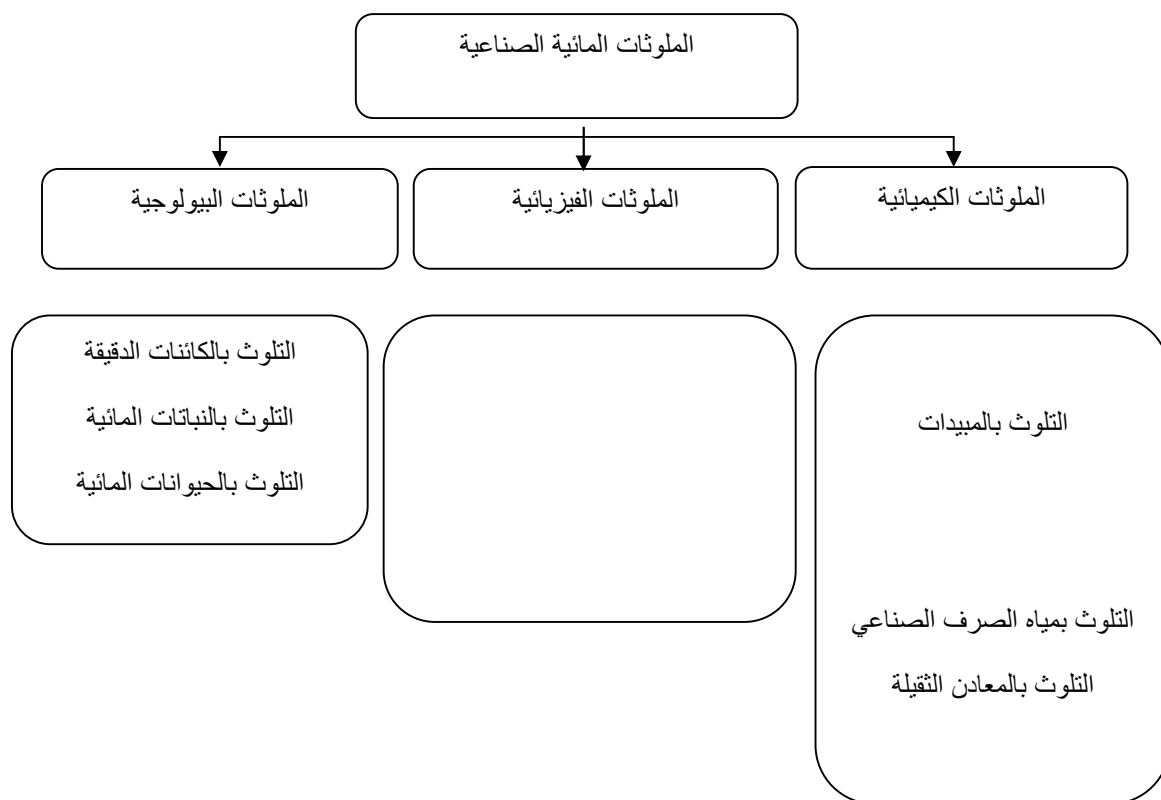 الملوثات المائية الصناعية
الملوثات الكيميائية
الملوثات الفيزيائية
الملوثات البيولوجية
التلوث بالمبيدات
التلوث بمياه الصرف الصناعي
التلوث بالمعادن الثقيلة
التلوث بالكائنات الدقيقة
التلوث بالنباتات المائية
التلوث بالحيوانات المائية